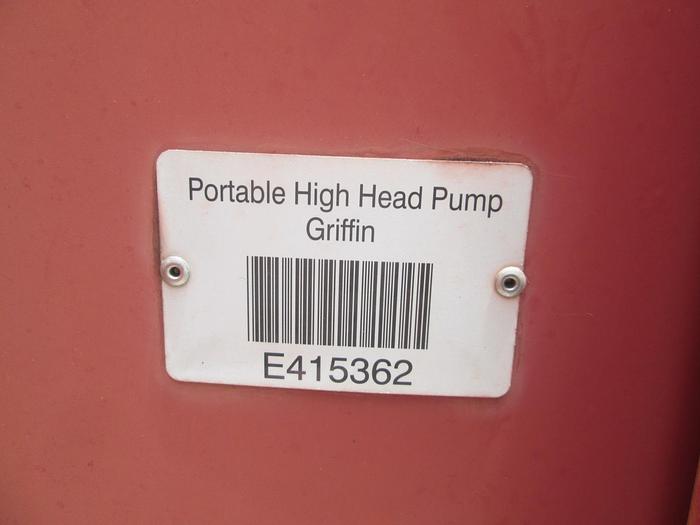 Portable High Head Pump
Griffin
E415362